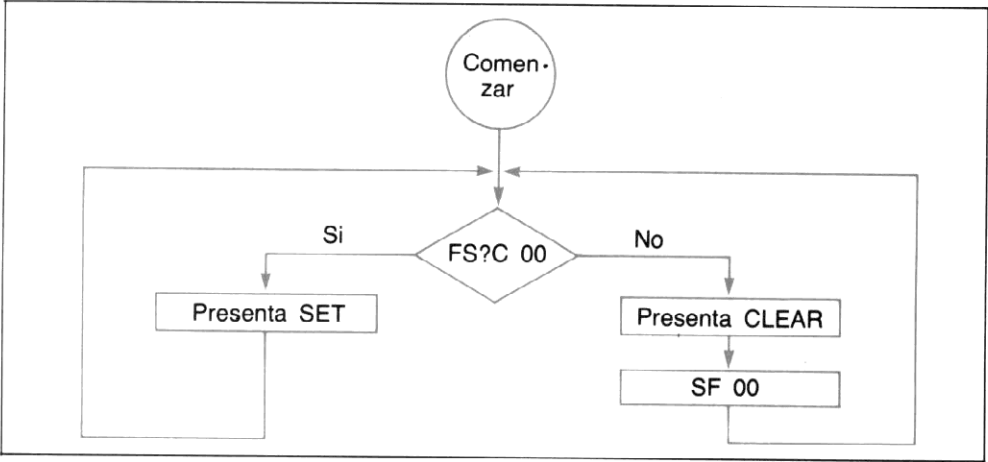 Comen-
zar
Si
FS?C 00
No
Presenta SET
Presenta CLEAR
SF 00